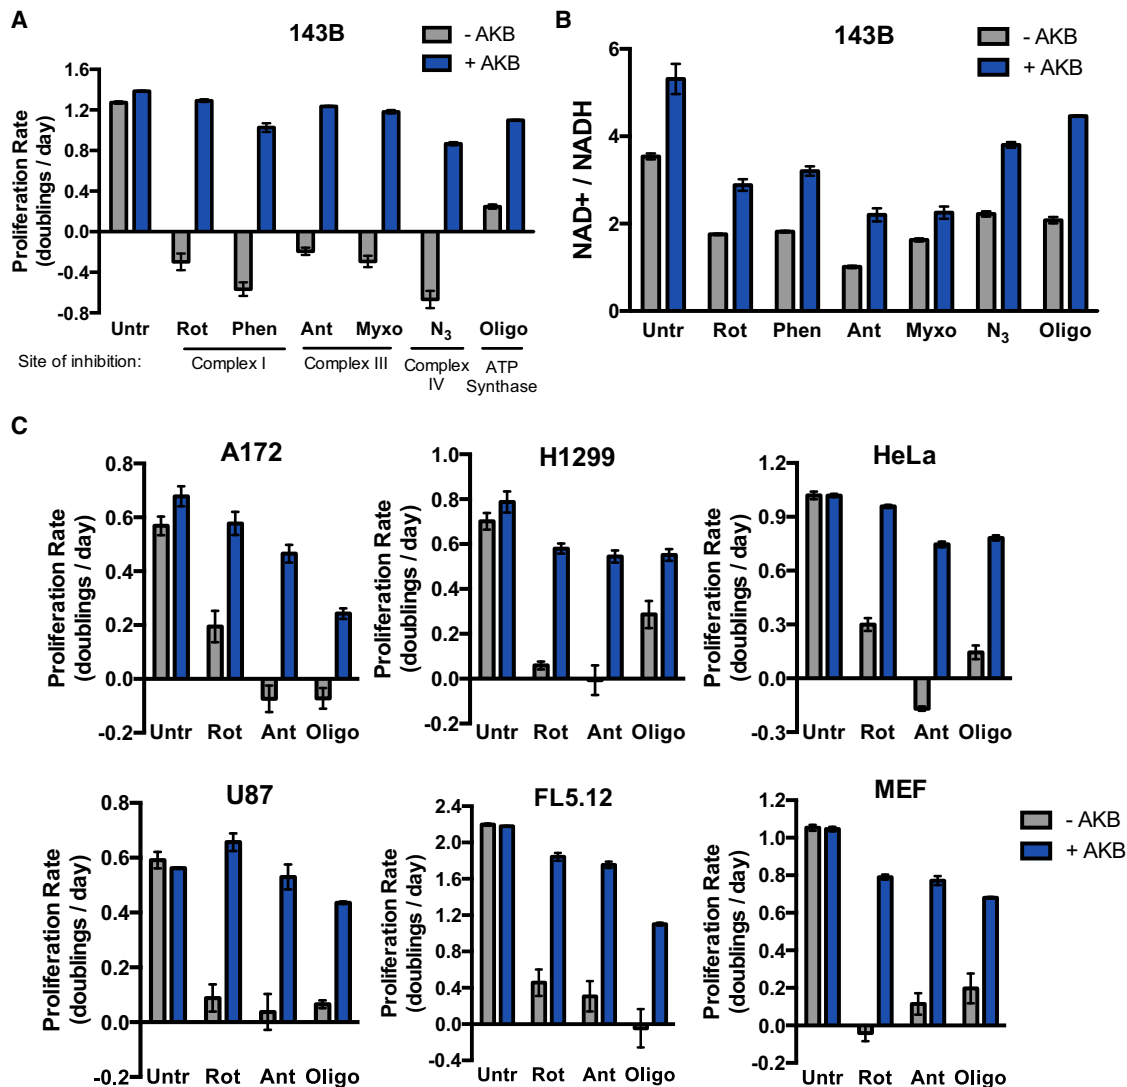 A
143B
- AKB
+ AKB
Proliferation Rate
(doublings / day)
1.6
1.2
0.8
0.4
0.0
-0.4
-0.8
Untr Rot Phen Ant Myxo N3 Oligo
Site of inhibition: Complex I Complex III Complex IV ATP Synthase
B
143B
- AKB
+ AKB
NAD+ / NADH
6
4
2
0
Untr Rot Phen Ant Myxo N3 Oligo
C
A172
Proliferation Rate
(doublings / day)
0.8
0.6
0.4
0.2
0.0
-0.2
Untr Rot Ant Oligo
H1299
Proliferation Rate
(doublings / day)
1.0
0.8
0.6
0.4
0.2
0.0
-0.2
Untr Rot Ant Oligo
HeLa
Proliferation Rate
(doublings / day)
1.2
0.9
0.6
0.3
0.0
-0.3
Untr Rot Ant Oligo
U87
Proliferation Rate
(doublings / day)
0.8
0.6
0.4
0.2
0.0
-0.2
Untr Rot Ant Oligo
FL5.12
Proliferation Rate
(doublings / day)
2.4
2.0
1.6
1.2
0.8
0.4
0.0
-0.4
Untr Rot Ant Oligo
MEF
Proliferation Rate
(doublings / day)
1.2
1.0
0.8
0.6
0.4
0.2
0.0
-0.2
Untr Rot Ant Oligo
- AKB
+ AKB